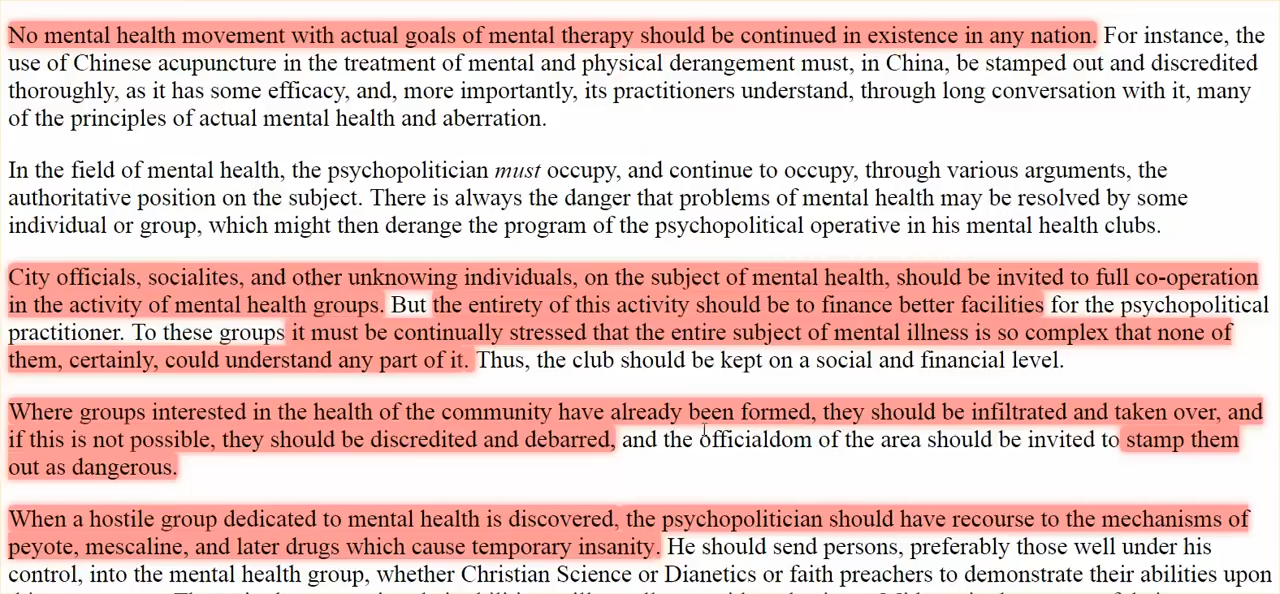 No mental health movement with actual goals of mental therapy should be continued in existence in any nation. For instance, the
use of Chinese acupuncture in the treatment of mental and physical derangement must, in China, be stamped out and discredited
thoroughly, as it has some efficacy, and, more importantly, its practitioners understand, through long conversation with it, many
of the principles of actual mental health and aberration.
In the field of mental health, the psychopolitician must occupy, and continue to occupy, through various arguments, the
authoritative position on the subject. There is always the danger that problems of mental health may be resolved by some
individual or group, which might then derange the program of the psychopolitical operative in his mental health clubs.
City officials, socialites, and other unknowing individuals, on the subject of mental health, should be invited to full co-operation
in the activity of mental health groups. But the entirety of this activity should be to finance better facilities for the psychopolitical
practitioner. To these groups it must be continually stressed that the entire subject of mental illness is so complex that none of
them, certainly, could understand any part of it. Thus, the club should be kept on a social and financial level.
Where groups interested in the health of the community have already been formed, they should be infiltrated and taken over, and
if this is not possible, they should be discredited and debarred, and the officialdom of the area should be invited to stamp them
out as dangerous.
When a hostile group dedicated to mental health is discovered, the psychopolitician should have recourse to the mechanisms of
peyote, mescaline, and later drugs which cause temporary insanity. He should send persons, preferably those well under his
control, into the mental health group, whether Christian Science or Dianetics or faith preachers to demonstrate their abilities upon